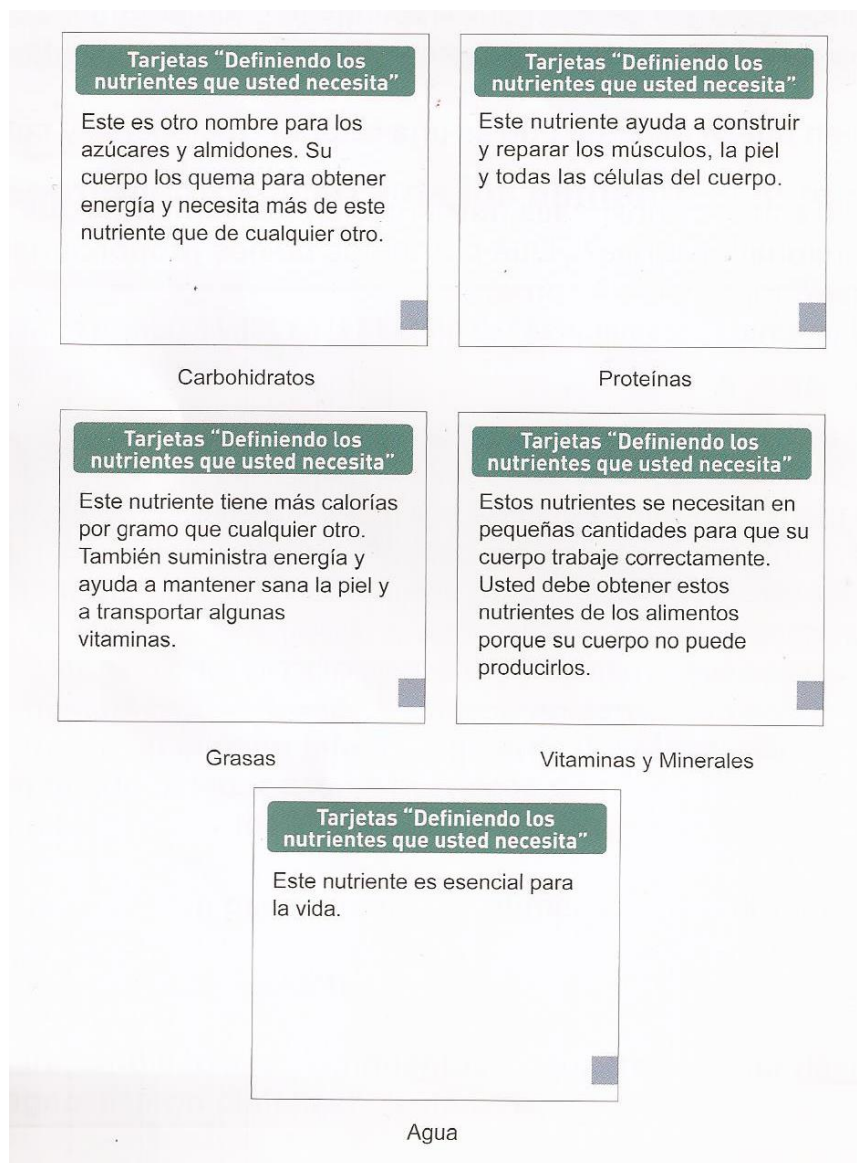 Tarjetas “Definiendo los
nutrientes que usted necesita”
Este es otro nombre para los
azúcares y almidones. Su
cuerpo los quema para obtener
energía y necesita más de este
nutriente que de cualquier otro.
Carbohidratos
Tarjetas “Definiendo los
nutrientes que usted necesita”
Este nutriente ayuda a construir
y reparar los músculos, la piel
y todas las células del cuerpo.
Proteínas
Tarjetas “Definiendo los
nutrientes que usted necesita”
Este nutriente tiene más calorías
por gramo que cualquier otro.
También suministra energía y
ayuda a mantener sana la piel y
a transportar algunas
vitaminas.
Grasas
Tarjetas “Definiendo los
nutrientes que usted necesita”
Estos nutrientes se necesitan en
pequeñas cantidades para que su
cuerpo trabaje correctamente.
Usted debe obtener estos
nutrientes de los alimentos
porque su cuerpo no puede
producirlos.
Vitaminas y Minerales
Tarjetas “Definiendo los
nutrientes que usted necesita”
Este nutriente es esencial para
la vida.
Agua